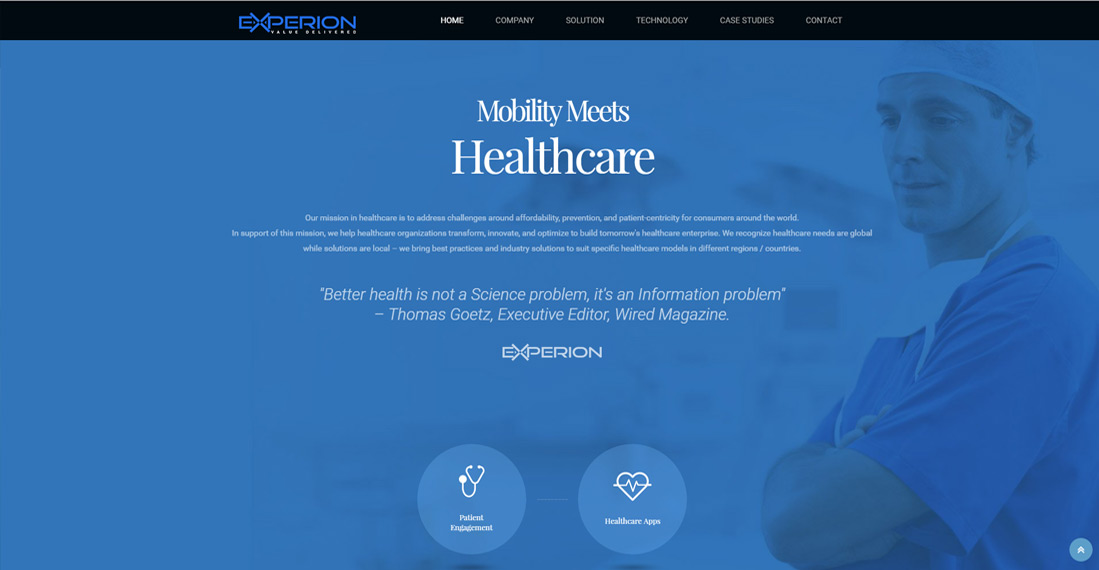 EXPERION
VALUE DELIVERED
HOME COMPANY SOLUTION TECHNOLOGY CASE STUDIES CONTACT
Mobility Meets
Healthcare
Our mission in healthcare is to address challenges around affordability, prevention, and patient-centricity for consumers around the world.
In support of this mission, we help healthcare organizations transform, innovate, and optimize to build tomorrow's healthcare enterprise. We recognize healthcare needs are global
while solutions are local – we bring best practices and industry solutions to suit specific healthcare models in different regions / countries.
"Better health is not a Science problem, it's an Information problem"
– Thomas Goetz, Executive Editor, Wired Magazine.
EXPERION
Patient
Engagement
Healthcare Apps